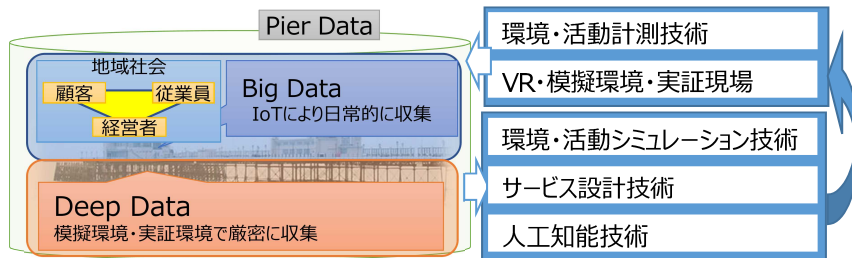 Pier Data
地域社会
顧客
従業員
経営者
Big Data
IoTにより日常的に収集
Deep Data
模擬環境・実証環境で厳密に収集
環境・活動計測技術
VR・模擬環境・実証現場
環境・活動シミュレーション技術
サービス設計技術
人工知能技術